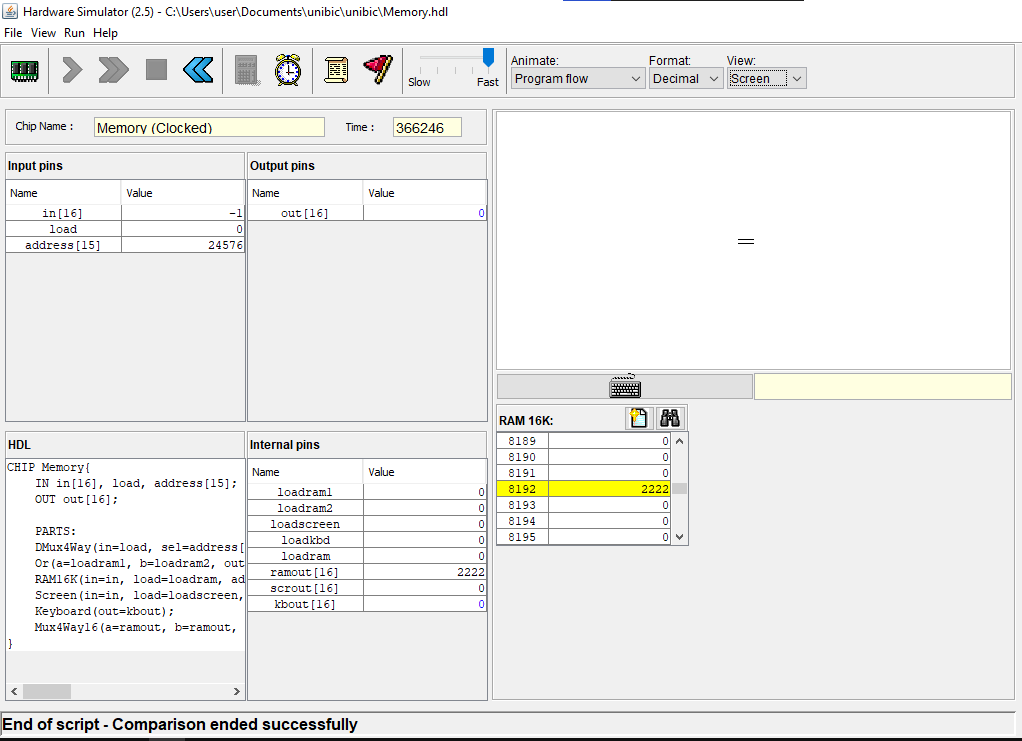 Hardware Simulator (2.5) - C:\Users\user\Documents\unibic\unibic\Memory.hdl
File View Run Help
Animate: Format: View:
Slow Fast Program flow Decimal Screen
Chip Name : Memory (Clocked) Time : 366246
Input pins
Name Value
in[16] -1
load 0
address[15] 24576
Output pins
Name Value
out[16] 0
HDL
CHIP Memory{
    IN in[16], load, address[15];
    OUT out[16];
    PARTS:
    DMux4Way(in=load, sel=address[
    Or(a=loadram1, b=loadram2, out
    RAM16K(in=in, load=loadram, ad
    Screen(in=in, load=loadscreen,
    Keyboard(out=kbout);
    Mux4Way16(a=ramout, b=ramout,
}
Internal pins
Name Value
loadram1 0
loadram2 0
loadscreen 0
loadkbd 0
loadram 0
ramout[16] 2222
scrout[16] 0
kbout[16] 0
RAM 16K:
8189 0
8190 0
8191 0
8192 2222
8193 0
8194 0
8195 0
End of script - Comparison ended successfully